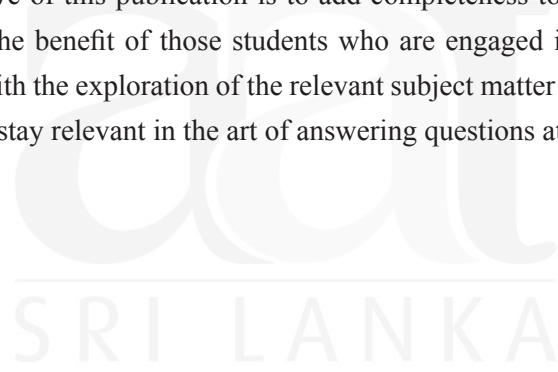 ve of this publication is to add completeness to
he benefit of those students who are engaged i
ith the exploration of the relevant subject matter
stay relevant in the art of answering questions at
aat
SRI LANKA